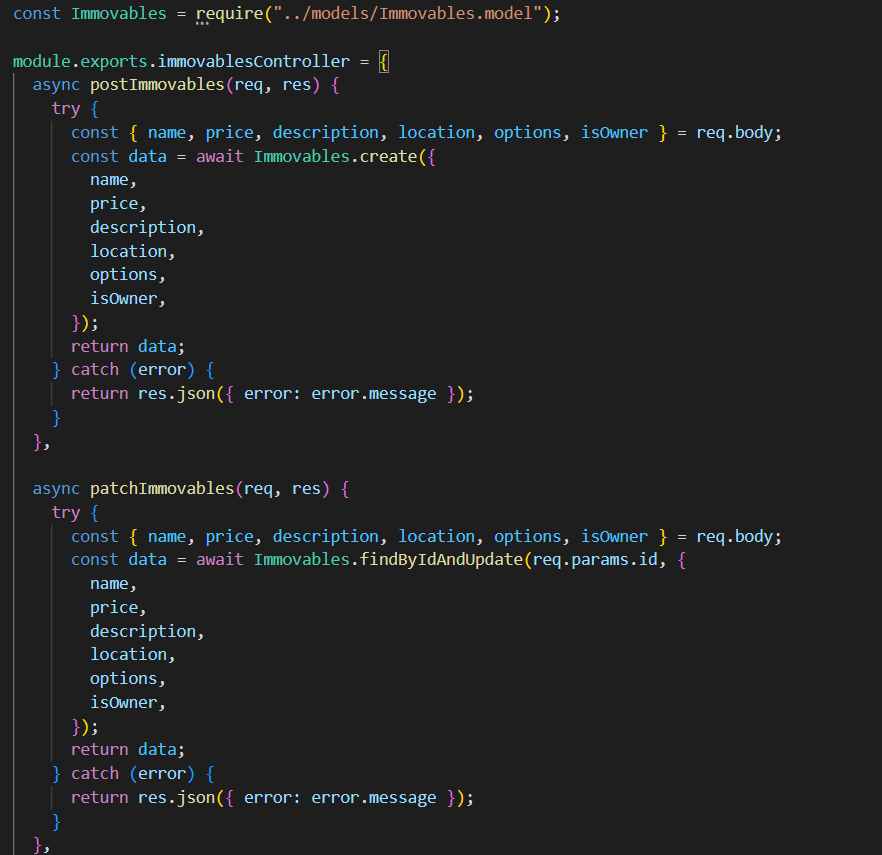 const Immovables = require("../models/Immovables.model");

module.exports.immovablesController = {
  async postImmovables(req, res) {
    try {
      const { name, price, description, location, options, isOwner } = req.body;
      const data = await Immovables.create({
        name,
        price,
        description,
        location,
        options,
        isOwner,
      });
      return data;
    } catch (error) {
      return res.json({ error: error.message });
    }
  },

  async patchImmovables(req, res) {
    try {
      const { name, price, description, location, options, isOwner } = req.body;
      const data = await Immovables.findByIdAndUpdate(req.params.id, {
        name,
        price,
        description,
        location,
        options,
        isOwner,
      });
      return data;
    } catch (error) {
      return res.json({ error: error.message });
    }
  },